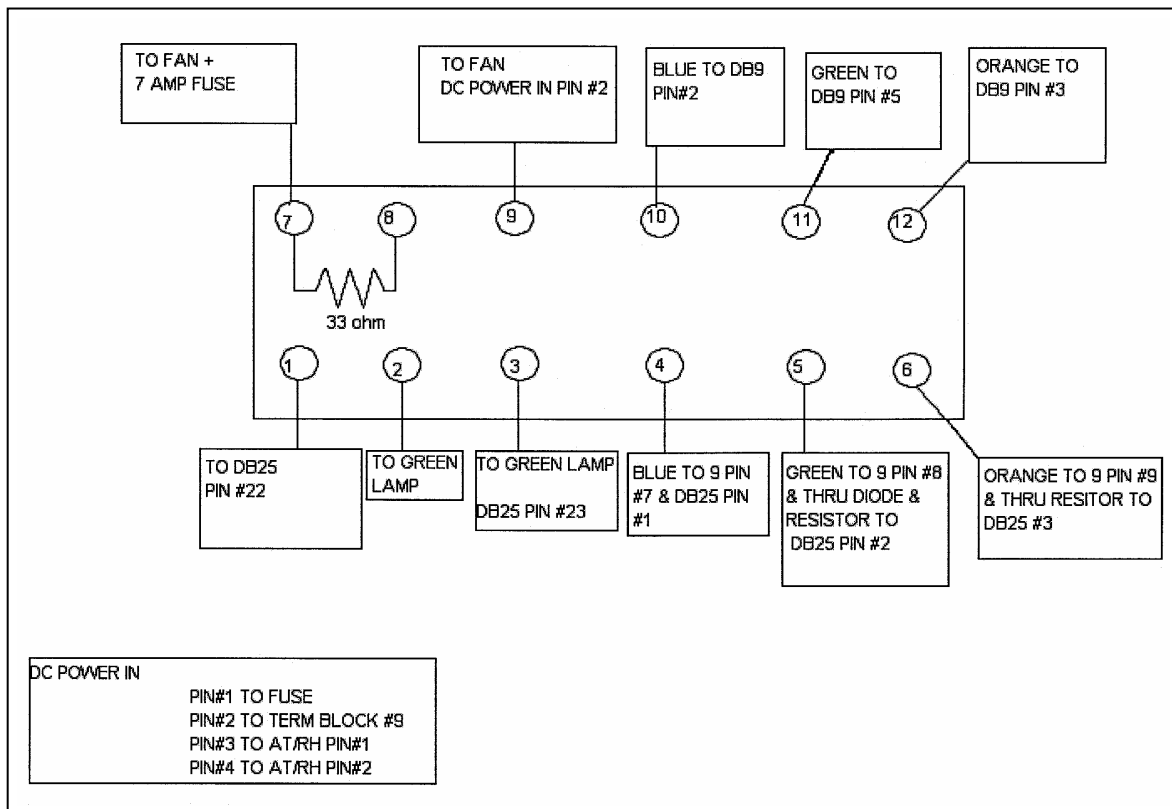 TO FAN +
7 AMP FUSE
TO FAN
DC POWER IN PIN #2
BLUE TO DB9
PIN#2
GREEN TO
DB9 PIN #5
ORANGE TO
DB9 PIN #3
7
8
9
10
11
12
33 ohm
1
2
3
4
5
6
TO DB25
PIN #22
TO GREEN
LAMP
TO GREEN LAMP
DB25 PIN #23
BLUE TO 9 PIN
#7 & DB25 PIN
#1
GREEN TO 9 PIN #8
& THRU DIODE &
RESISTOR TO
DB25 PIN #2
ORANGE TO 9 PIN #9
& THRU RESITOR TO
DB25 #3
DC POWER IN
PIN#1 TO FUSE
PIN#2 TO TERM BLOCK #9
PIN#3 TO AT/RH PIN#1
PIN#4 TO AT/RH PIN#2